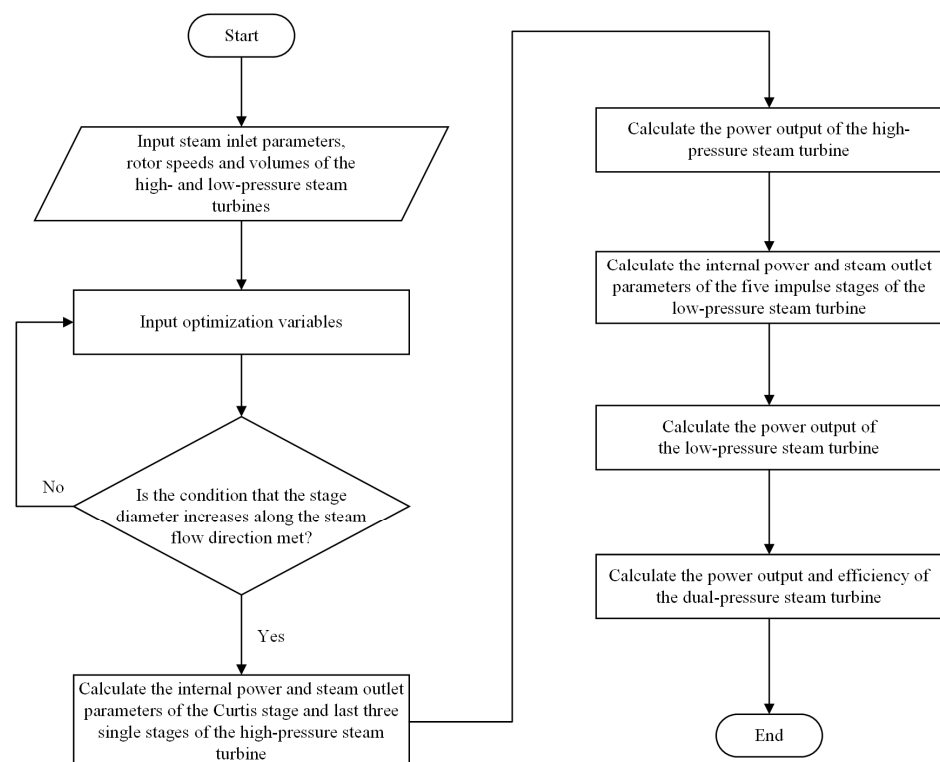 Start
Input steam inlet parameters,
rotor speeds and volumes of the
high- and low-pressure steam
turbines
Input optimization variables
No
Is the condition that the stage
diameter increases along the steam
flow direction met?
Yes
Calculate the internal power and steam outlet
parameters of the Curtis stage and last three
single stages of the high-pressure steam
turbine
Calculate the power output of the high-
pressure steam turbine
Calculate the internal power and steam outlet
parameters of the five impulse stages of the
low-pressure steam turbine
Calculate the power output of
the low-pressure steam turbine
Calculate the power output and efficiency of
the dual-pressure steam turbine
End